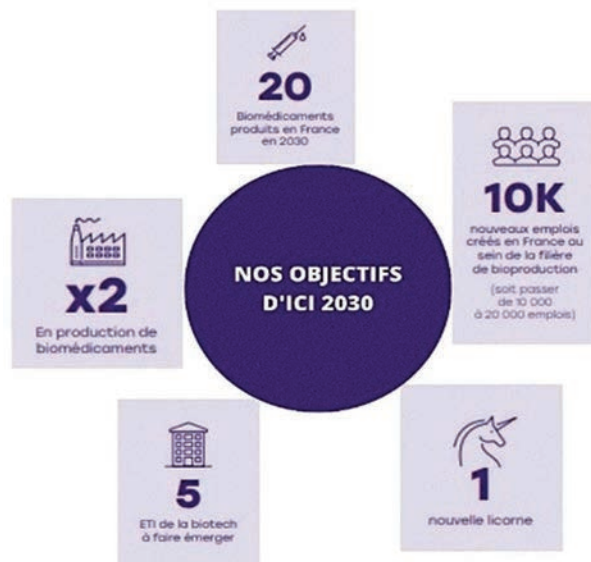 20
Biomédicaments
produits en France
en 2030
10K
nouveaux emplois
créés en France au
sein de la filière
de bioproduction
(soit passer
de 10 000
à 20 000 emplois)
NOS OBJECTIFS
D'ICI 2030
x2
En production de
biomédicaments
5
ETI de la biotech
à faire émerger
1
nouvelle licorne